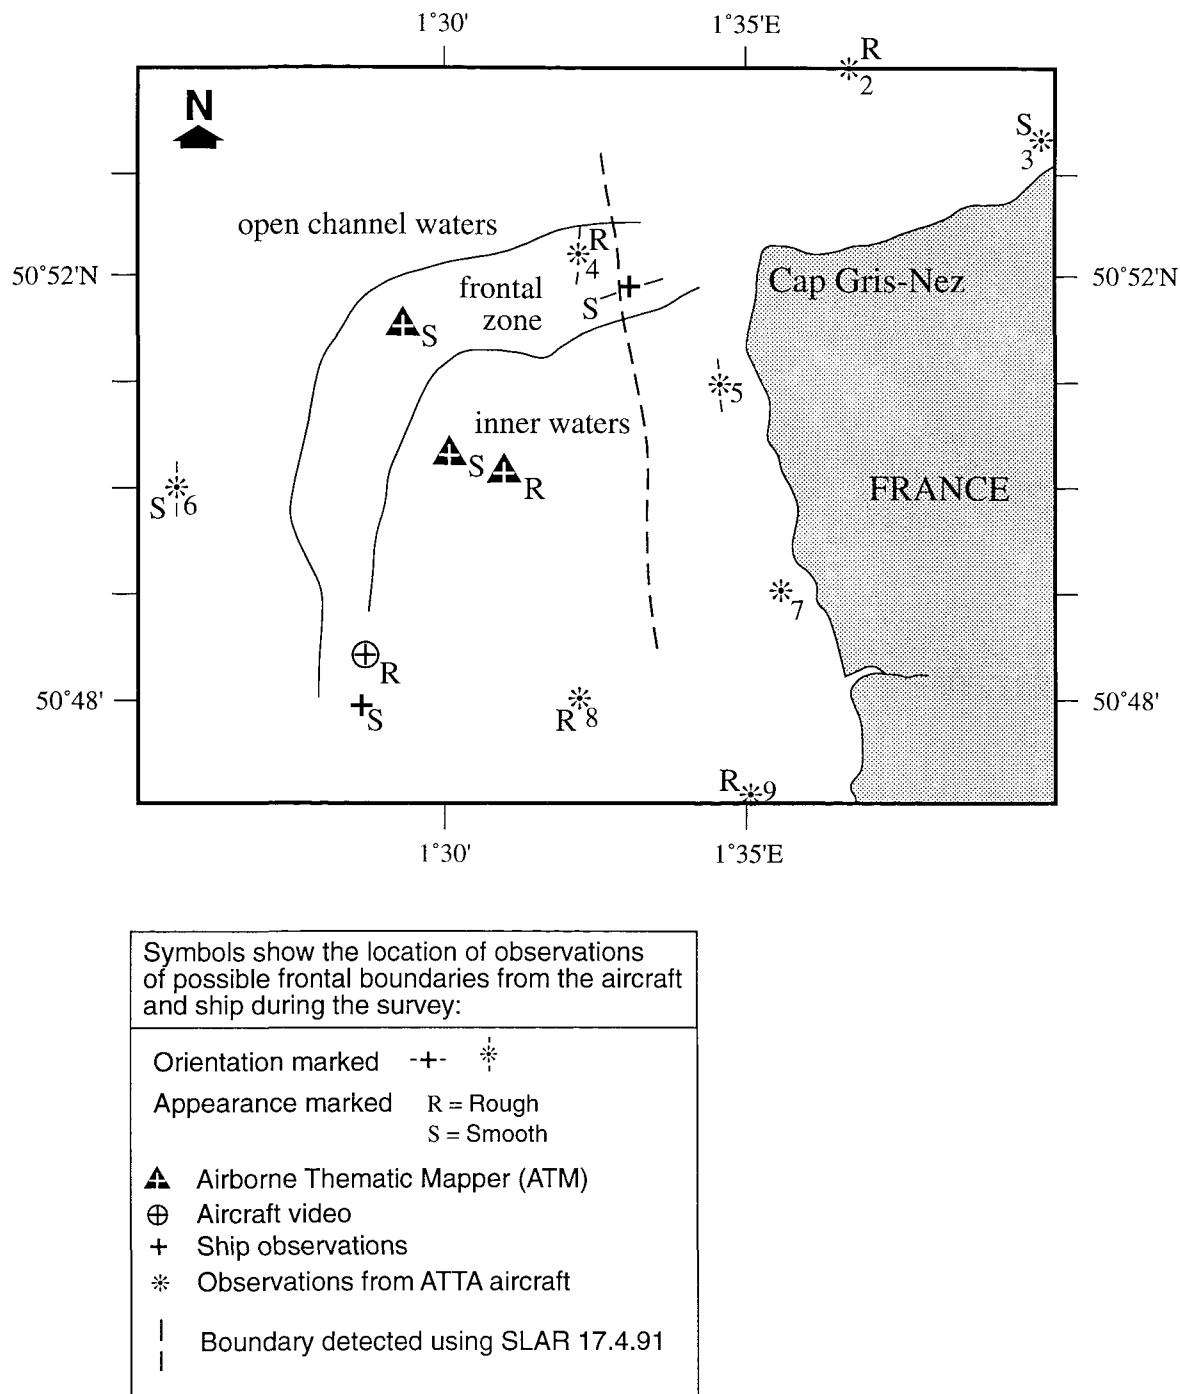 1°30'
1°35'E
R
2
N
S
3
open channel waters
R
4
50°52'N
50°52'N
Cap Gris-Nez
frontal
zone
S
S
5
inner waters
S
R
FRANCE
S 6
7
R
50°48'
50°48'
S
R 8
R 9
1°30'
1°35'E
Symbols show the location of observations
of possible frontal boundaries from the aircraft
and ship during the survey:
Orientation marked
Appearance marked R = Rough
S = Smooth
Airborne Thematic Mapper (ATM)
Aircraft video
Ship observations
Observations from ATTA aircraft
Boundary detected using SLAR 17.4.91